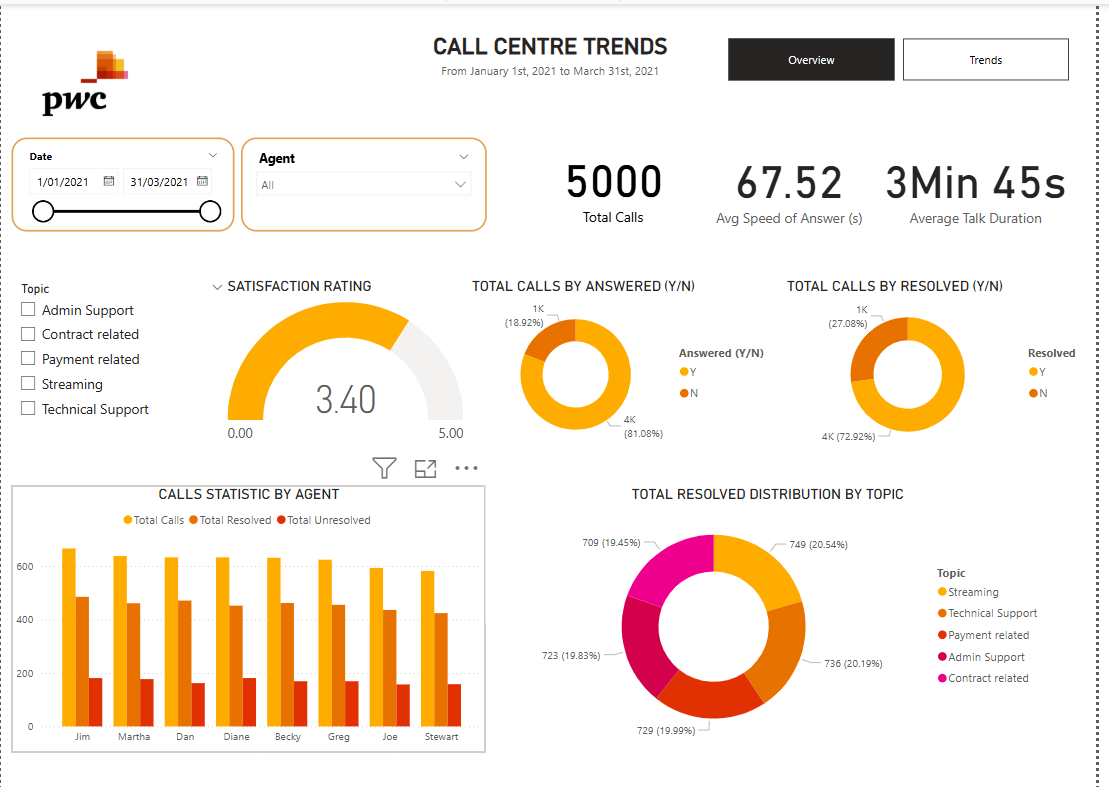 pwc
CALL CENTRE TRENDS
From January 1st, 2021 to March 31st, 2021
Overview
Trends
Date
1/01/2021
31/03/2021
Agent
All
5000
Total Calls
67.52
Avg Speed of Answer (s)
3Min 45s
Average Talk Duration
Topic
Admin Support
Contract related
Payment related
Streaming
Technical Support
SATISFACTION RATING
3.40
0.00
5.00
TOTAL CALLS BY ANSWERED (Y/N)
1K
(18.92%)
4K
(81.08%)
Answered (Y/N)
Y
N
TOTAL CALLS BY RESOLVED (Y/N)
1K
(27.08%)
4K (72.92%)
Resolved
Y
N
CALLS STATISTIC BY AGENT
Total Calls
Total Resolved
Total Unresolved
600
400
200
0
Jim
Martha
Dan
Diane
Becky
Greg
Joe
Stewart
TOTAL RESOLVED DISTRIBUTION BY TOPIC
709 (19.45%)
749 (20.54%)
723 (19.83%)
736 (20.19%)
729 (19.99%)
Topic
Streaming
Technical Support
Payment related
Admin Support
Contract related